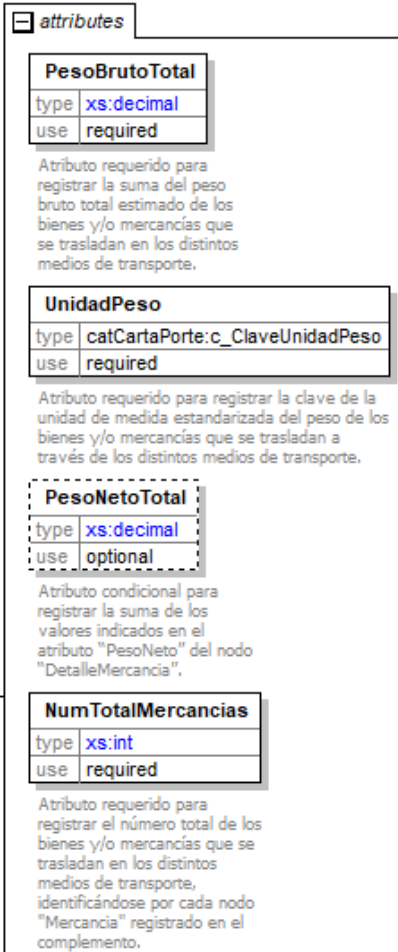 attributes
PesoBrutoTotal
type xs:decimal
use required
Atributo requerido para
registrar la suma del peso
bruto total estimado de los
bienes y/o mercancías que
se trasladan en los distintos
medios de transporte.
UnidadPeso
type catCartaPorte:c_ClaveUnidadPeso
use required
Atributo requerido para registrar la clave de la
unidad de medida estandarizada del peso de los
bienes y/o mercancías que se trasladan a
través de los distintos medios de transporte.
PesoNetoTotal
type xs:decimal
use optional
Atributo condicional para
registrar la suma de los
valores indicados en el
atributo "PesoNeto" del nodo
"DetalleMercancia".
NumTotalMercancias
type xs:int
use required
Atributo requerido para
registrar el número total de los
bienes y/o mercancías que se
trasladan en los distintos
medios de transporte,
identificándose por cada nodo
"Mercancia" registrado en el
complemento.